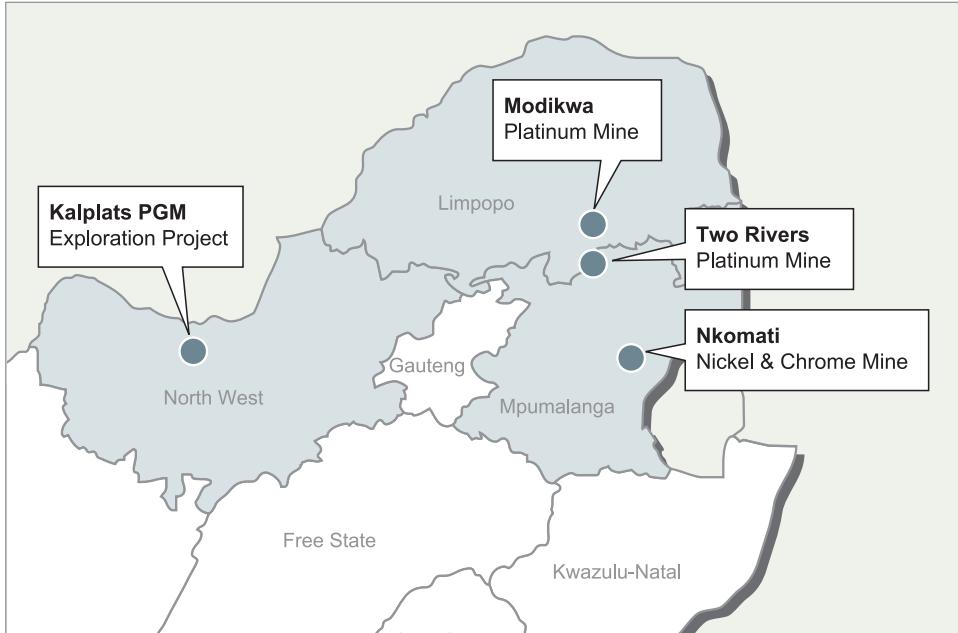 Modikwa
Platinum Mine
Limpopo
Kalplats PGM
Exploration Project
Two Rivers
Platinum Mine
Nkomati
Nickel & Chrome Mine
Gauteng
North West
Mpumalanga
Free State
Kwazulu-Natal